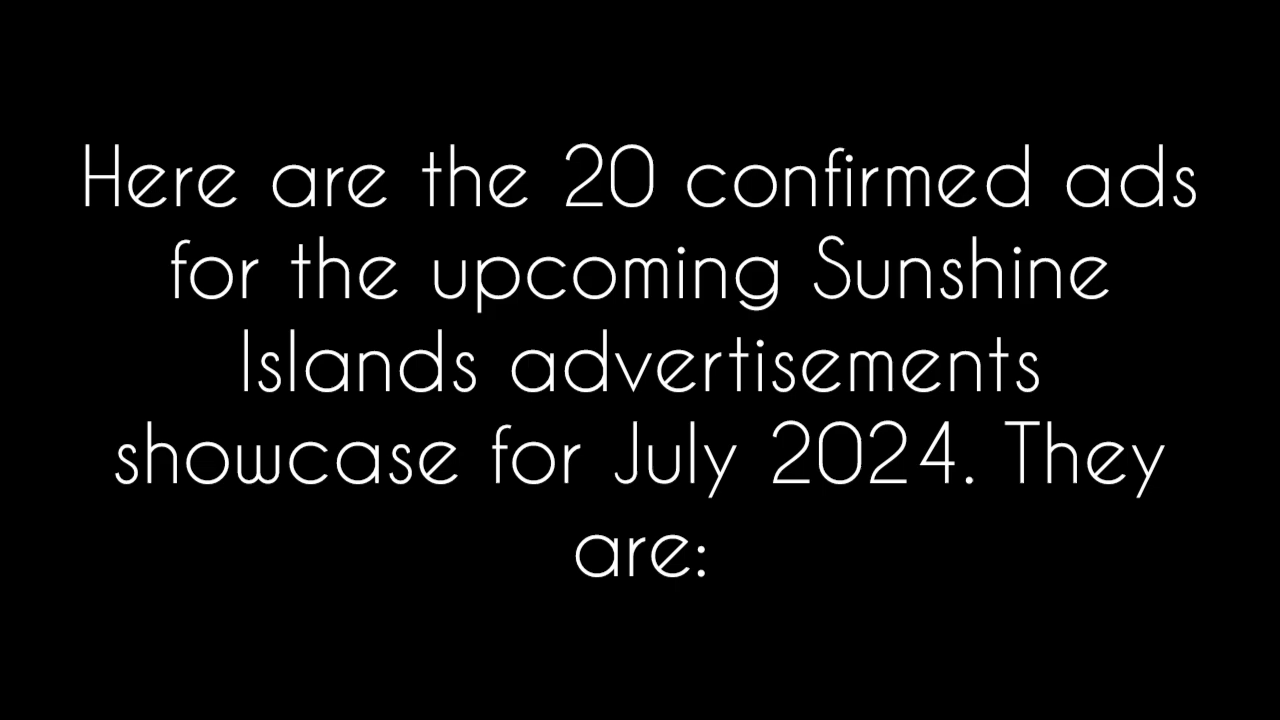 Here are the 20 confirmed ads
for the upcoming Sunshine
Islands advertisements
showcase for July 2024. They
are: